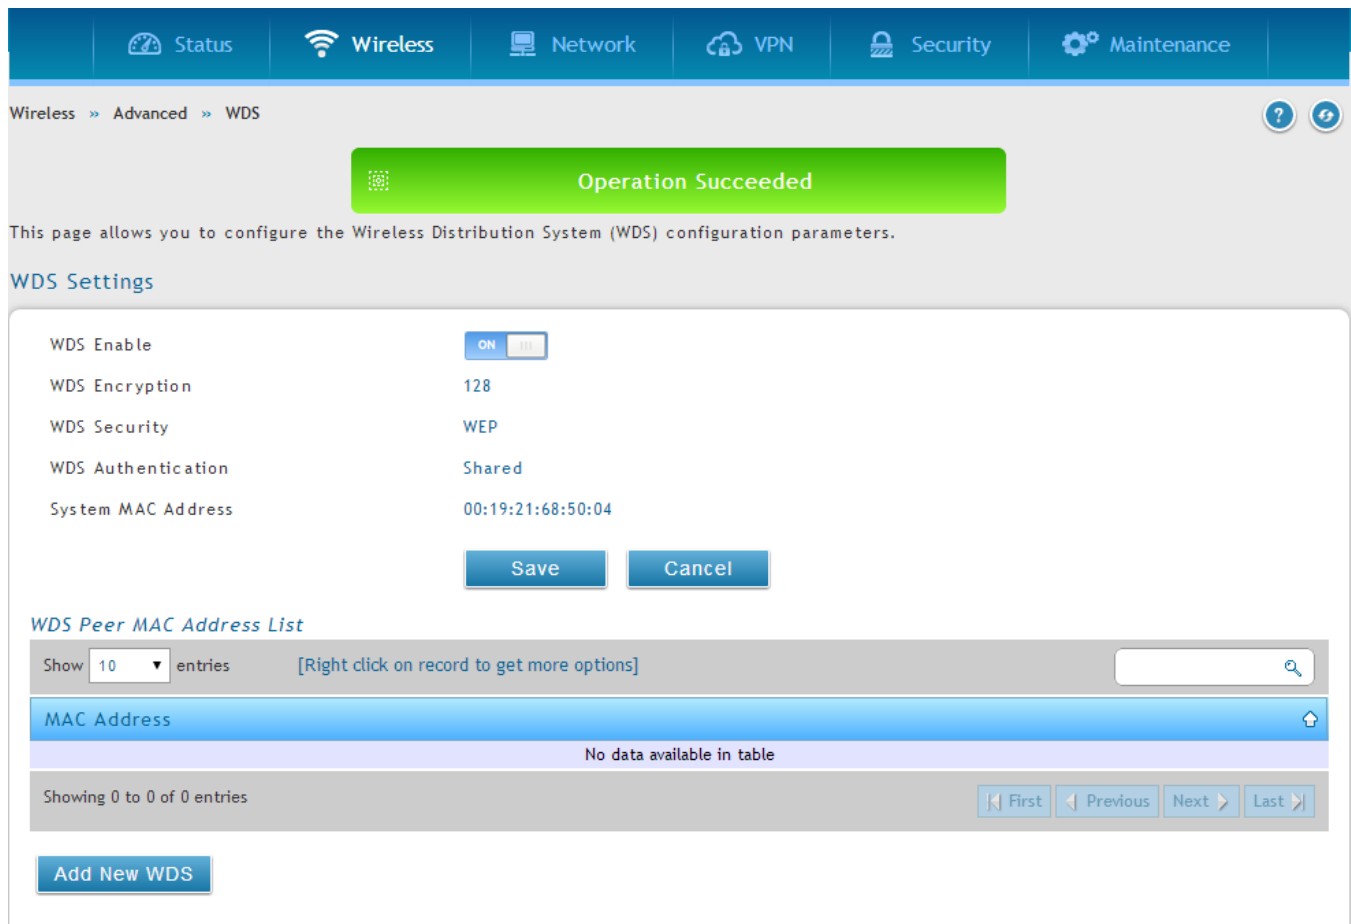 Status Wireless Network VPN Security Maintenance
Wireless » Advanced » WDS
?
Operation Succeeded
This page allows you to configure the Wireless Distribution System (WDS) configuration parameters.
WDS Settings
WDS Enable ON
WDS Encryption 128
WDS Security WEP
WDS Authentication Shared
System MAC Address 00:19:21:68:50:04
Save Cancel
WDS Peer MAC Address List
Show 10 entries [Right click on record to get more options]
MAC Address
No data available in table
Showing 0 to 0 of 0 entries First Previous Next Last
Add New WDS